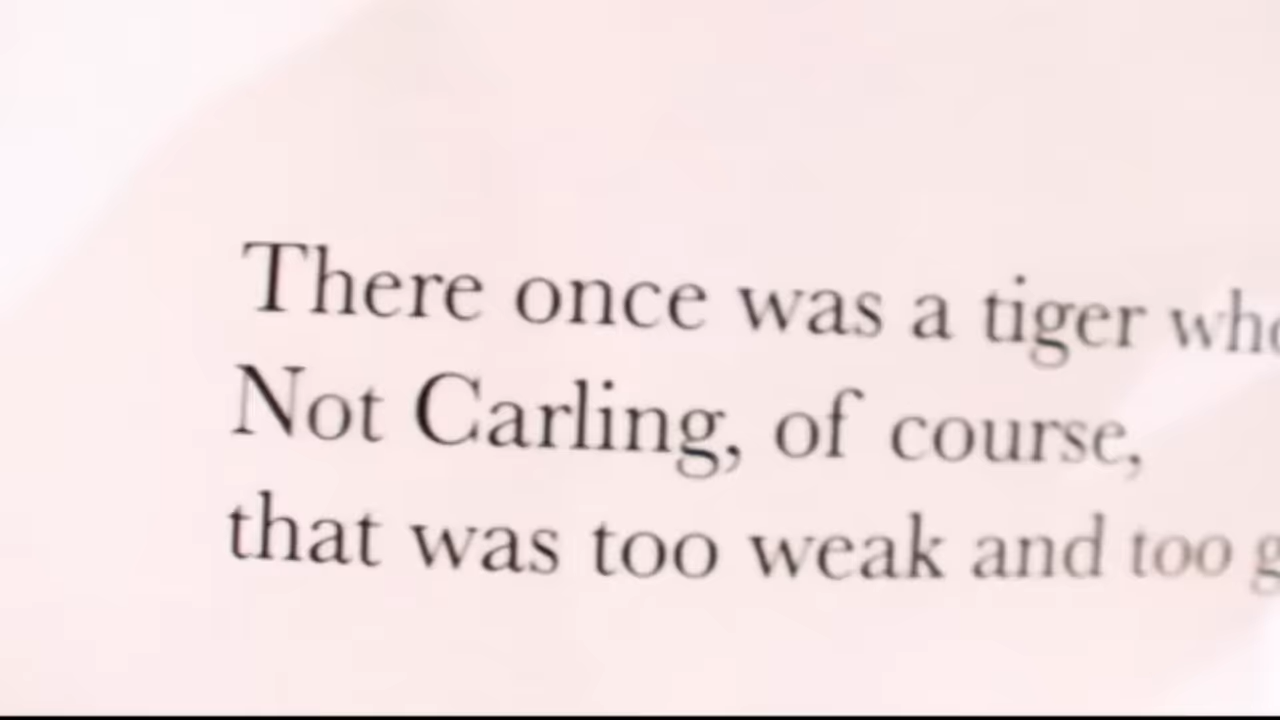 There once was a tiger
Not Carling, of course,
that was too weak and too